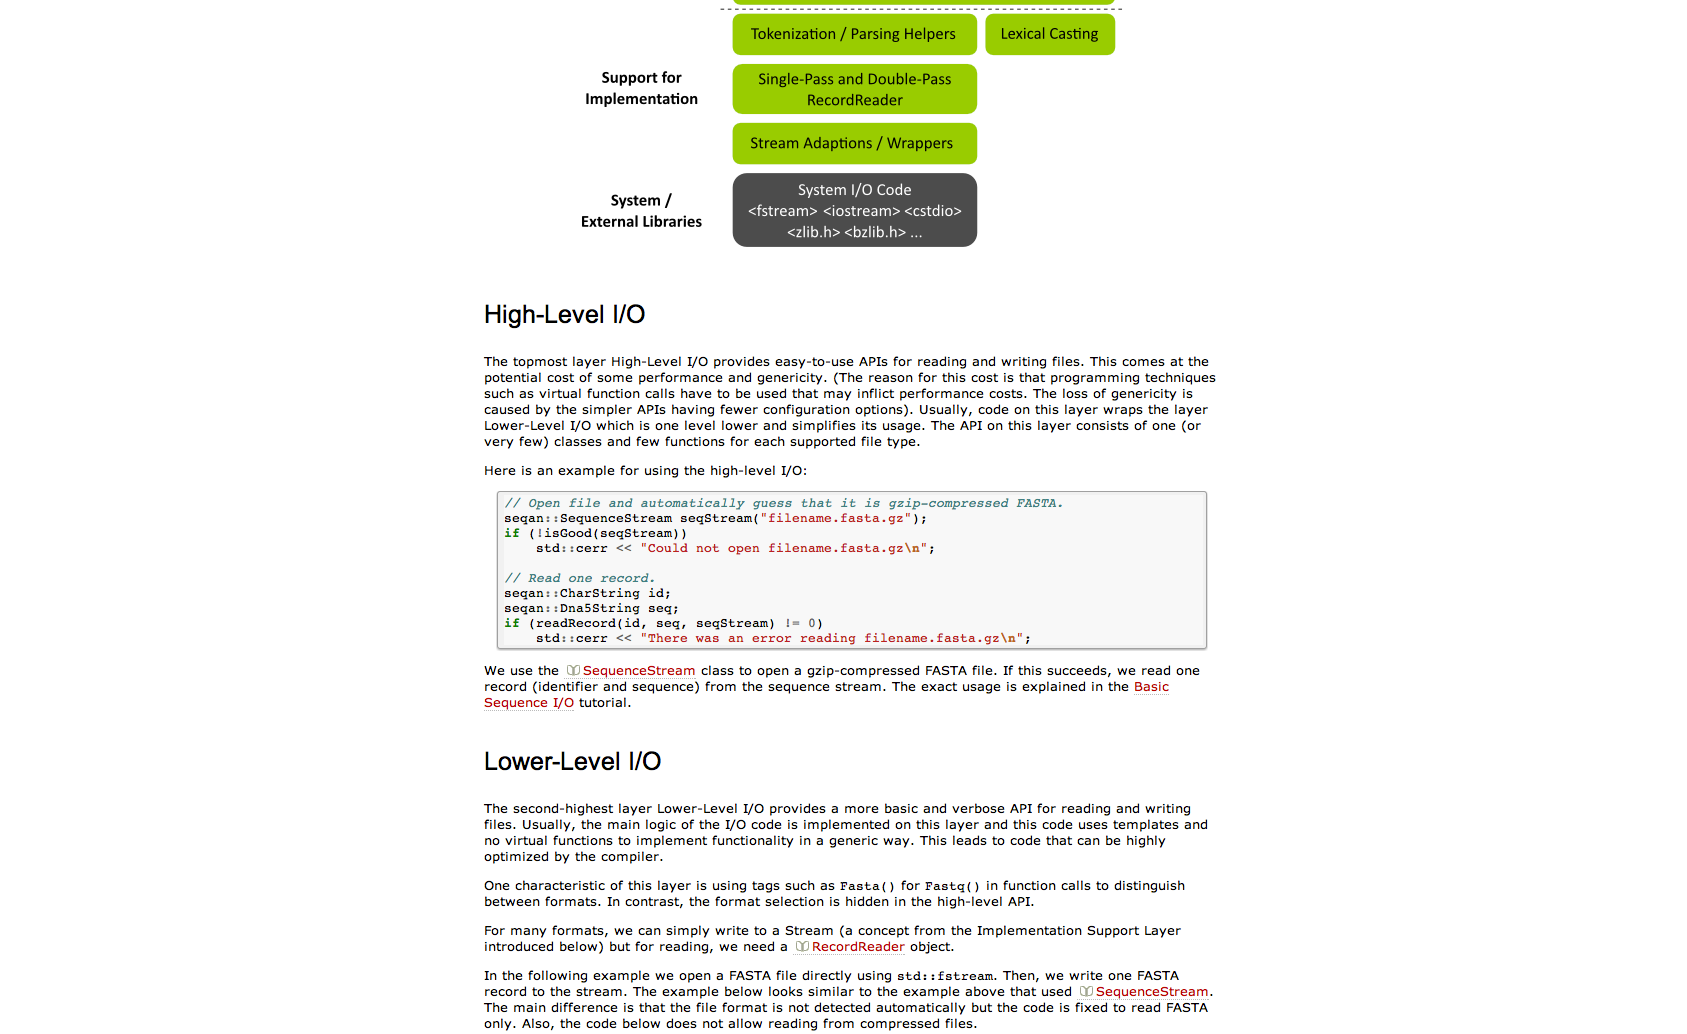 Tokenization / Parsing Helpers
Lexical Casting
Support for
Implementation
Single-Pass and Double-Pass
RecordReader
Stream Adaptions / Wrappers
System /
External Libraries
System I/O Code
<fstream> <iostream> <cstdio>
<zlib.h> <bzlib.h> ...
High-Level I/O
The topmost layer High-Level I/O provides easy-to-use APIs for reading and writing files. This comes at the
potential cost of some performance and genericity. (The reason for this cost is that programming techniques
such as virtual function calls have to be used that may inflict performance costs. The loss of genericity is
caused by the simpler APIs having fewer configuration options). Usually, code on this layer wraps the layer
Lower-Level I/O which is one level lower and simplifies its usage. The API on this layer consists of one (or
very few) classes and few functions for each supported file type.
Here is an example for using the high-level I/O:
// Open file and automatically guess that it is gzip-compressed FASTA.
seqan::SequenceStream seqStream("filename.fasta.gz");
if (!isGood(seqStream))
    std::cerr << "Could not open filename.fasta.gz\n";
// Read one record.
seqan::CharString id;
seqan::Dna5String seq;
if (readRecord(id, seq, seqStream) != 0)
    std::cerr << "There was an error reading filename.fasta.gz\n";
We use the SequenceStream class to open a gzip-compressed FASTA file. If this succeeds, we read one
record (identifier and sequence) from the sequence stream. The exact usage is explained in the Basic
Sequence I/O tutorial.
Lower-Level I/O
The second-highest layer Lower-Level I/O provides a more basic and verbose API for reading and writing
files. Usually, the main logic of the I/O code is implemented on this layer and this code uses templates and
no virtual functions to implement functionality in a generic way. This leads to code that can be highly
optimized by the compiler.
One characteristic of this layer is using tags such as Fasta() for Fastq() in function calls to distinguish
between formats. In contrast, the format selection is hidden in the high-level API.
For many formats, we can simply write to a Stream (a concept from the Implementation Support Layer
introduced below) but for reading, we need a RecordReader object.
In the following example we open a FASTA file directly using std::fstream. Then, we write one FASTA
record to the stream. The example below looks similar to the example above that used SequenceStream.
The main difference is that the file format is not detected automatically but the code is fixed to read FASTA
only. Also, the code below does not allow reading from compressed files.